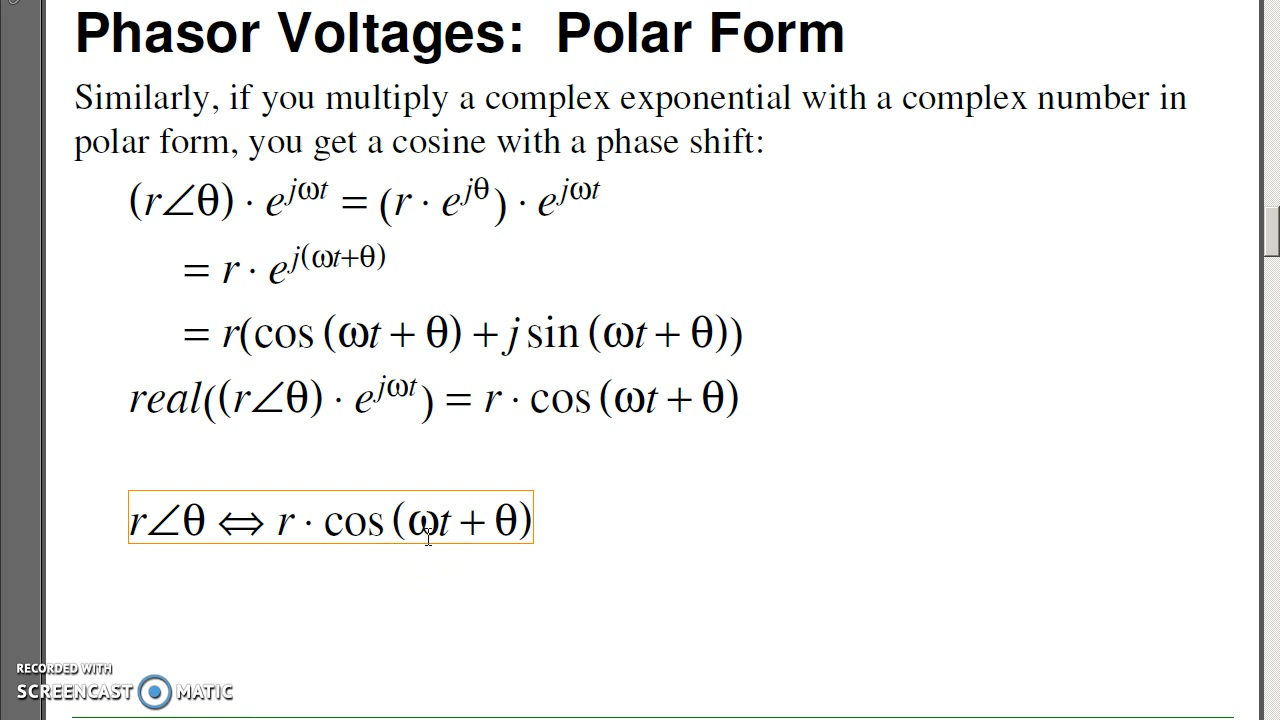 Phasor Voltages: Polar Form
Similarly, if you multiply a complex exponential with a complex number in
polar form, you get a cosine with a phase shift:
(r∠θ) · e^{jωt} = (r · e^{jθ}) · e^{jωt}
= r · e^{j(ωt+θ)}
= r(cos (ωt + θ) + j sin (ωt + θ))
real((r∠θ) · e^{jωt}) = r · cos (ωt + θ)
r∠θ ⇔ r · cos (ωt + θ)
RECORDED WITH
SCREENCAST MATIC